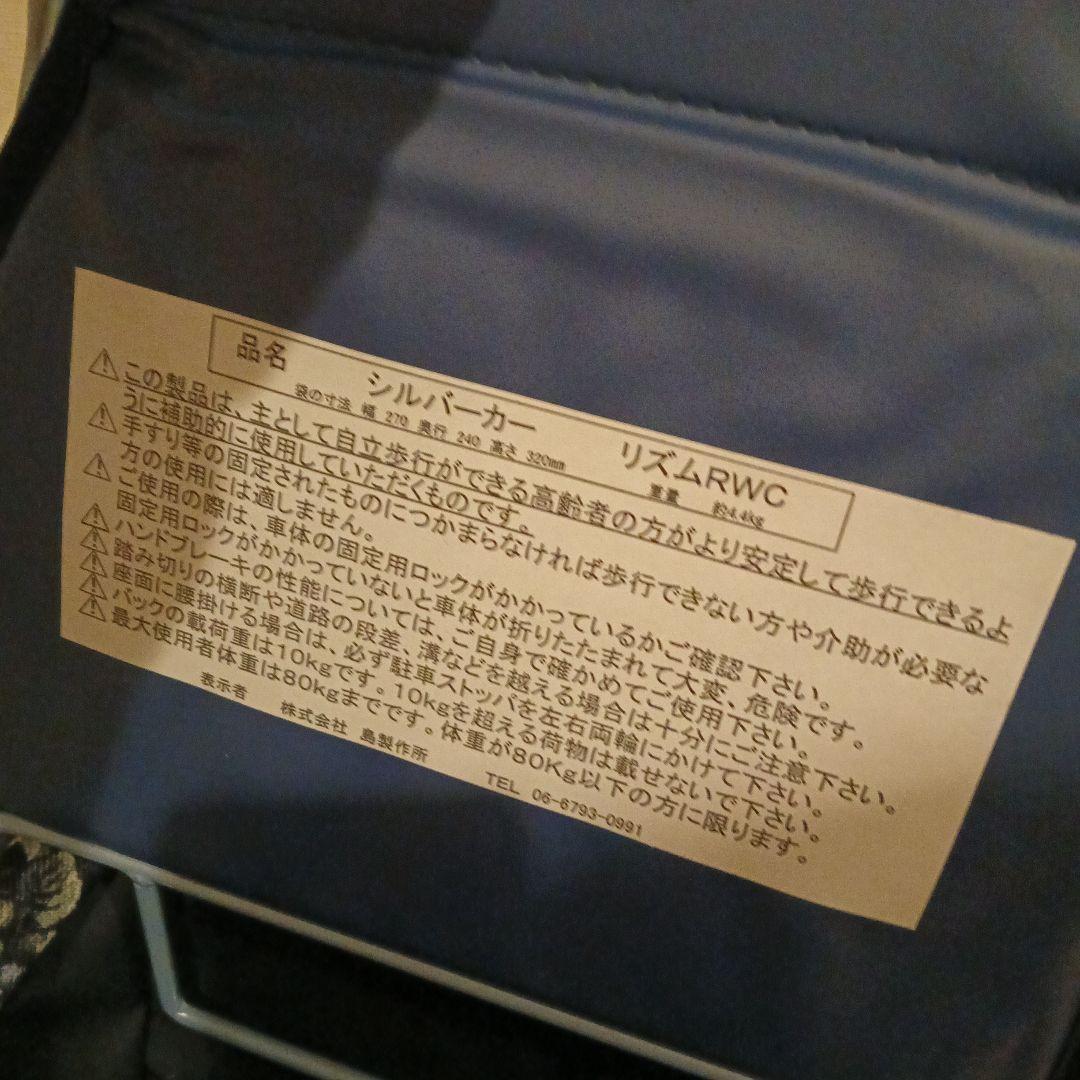 品名 シルバーカー リズムRWC
袋の寸法 幅 270 奥行 240 高さ 320mm 重量 約4.4kg
⚠この製品は、主として自立歩行ができる高齢者の方がより安定して歩行できるよ
うに補助的に使用していただくものです。
⚠手すり等の固定されたものにつかまらなければ歩行できない方や介助が必要な
方の使用には適しません。
⚠ご使用の際は、車体の固定用ロックがかかっているかご確認下さい。
固定用ロックがかかっていないと車体が折りたたまれて大変、危険です。
⚠ハンドブレーキの性能については、ご自身で確かめてご使用下さい。
⚠踏み切りの横断や道路の段差、溝などを越える場合は十分にご注意下さい。
⚠座面に腰掛ける場合は、必ず駐車ストッパを左右両輪にかけて下さい。
⚠バックの載荷重は10kgです。10kgを超える荷物は載せないで下さい。
⚠最大使用者体重は80kgまでです。体重が80Kg以下の方に限ります。
表示者 株式会社 島製作所 TEL 06-6793-0991